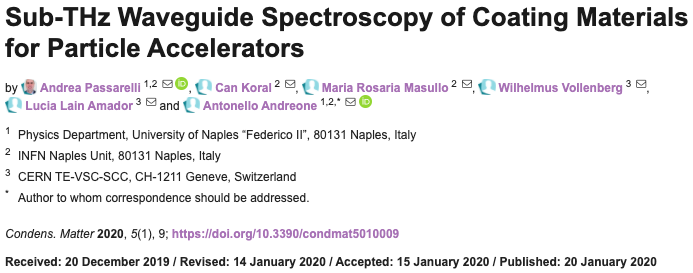 Sub-THz Waveguide Spectroscopy of Coating Materials
for Particle Accelerators
by Andrea Passarelli 1,2, Can Koral 2, Maria Rosaria Masullo 2, Wilhelmus Vollenberg 3,
Lucia Lain Amador 3 and Antonello Andreone 1,2,*
1 Physics Department, University of Naples “Federico II”, 80131 Naples, Italy
2 INFN Naples Unit, 80131 Naples, Italy
3 CERN TE-VSC-SCC, CH-1211 Geneve, Switzerland
* Author to whom correspondence should be addressed.
Condens. Matter 2020, 5(1), 9; https://doi.org/10.3390/condmat5010009
Received: 20 December 2019 / Revised: 14 January 2020 / Accepted: 15 January 2020 / Published: 20 January 2020